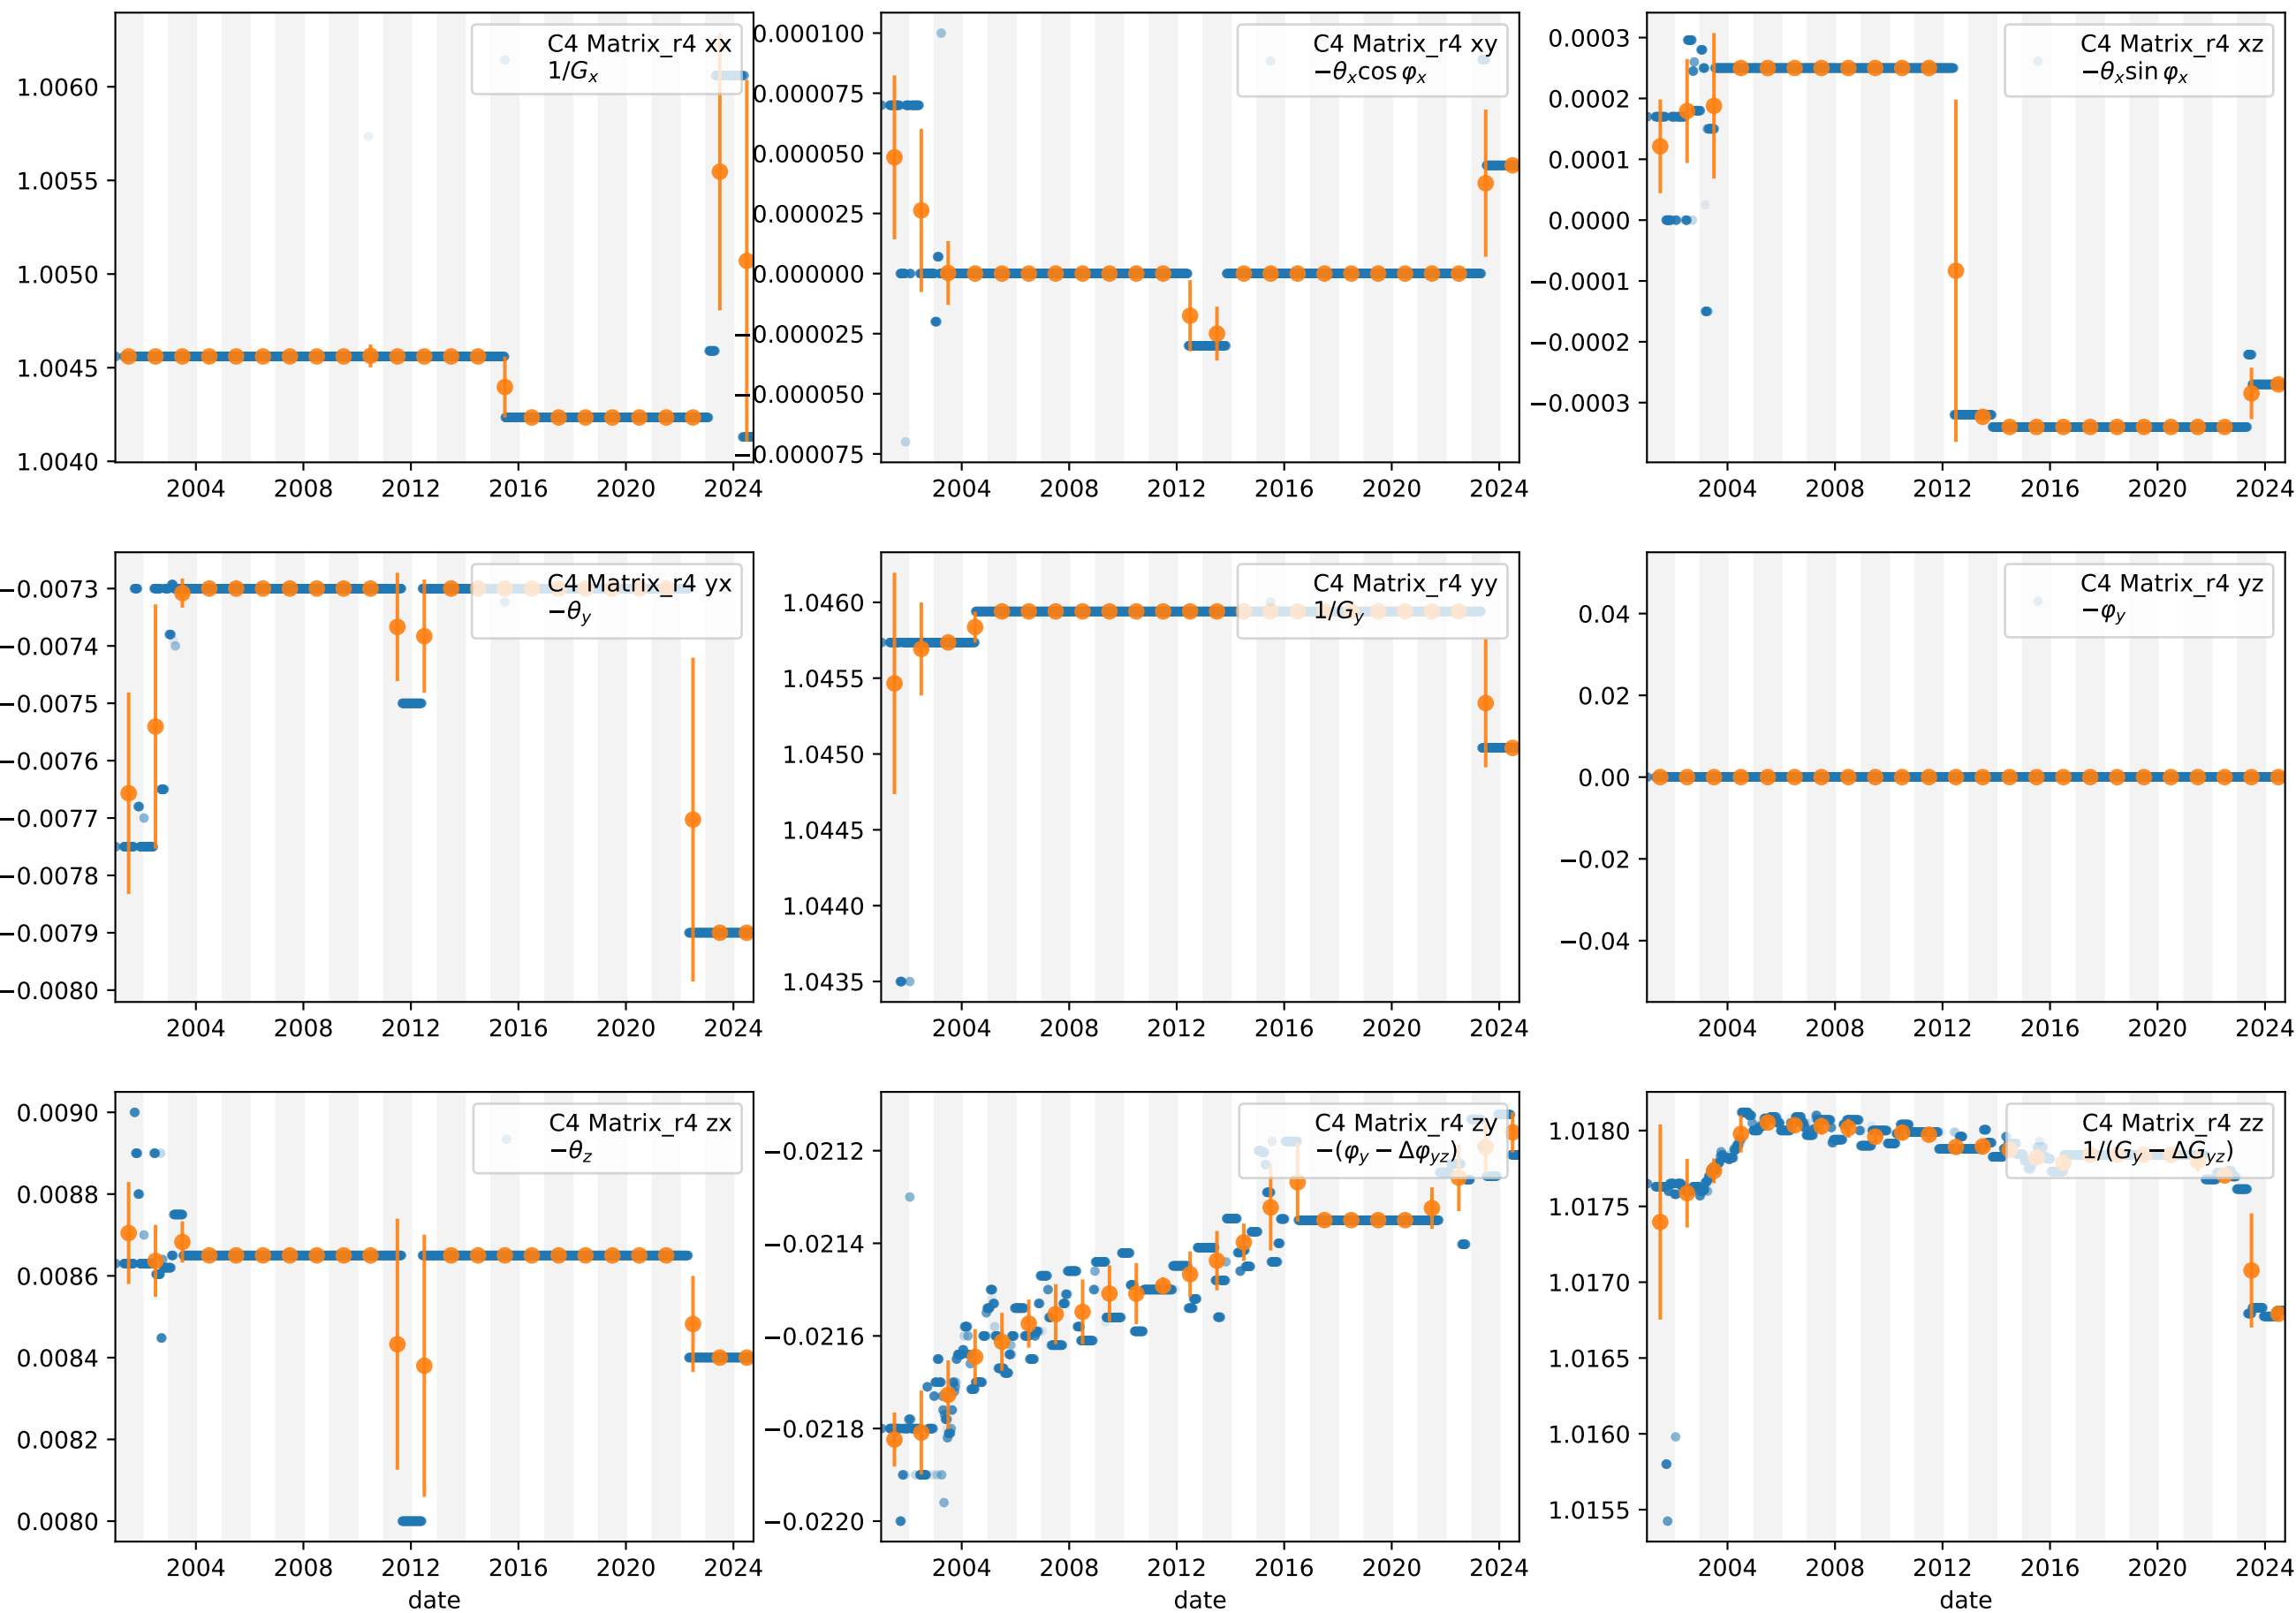 C4 Matrix_r4 xx
1/Gₓ
1.0060
1.0055
1.0050
1.0045
1.0040
2004 2008 2012 2016 2020 2024
C4 Matrix_r4 xy
−θₓcos φₓ
0.000100
0.000075
0.000050
0.000025
0.000000
−0.000025
−0.000050
−0.000075
2004 2008 2012 2016 2020 2024
C4 Matrix_r4 xz
−θₓsin φₓ
0.0003
0.0002
0.0001
0.0000
−0.0001
−0.0002
−0.0003
2004 2008 2012 2016 2020 2024
C4 Matrix_r4 yx
−θ_y
−0.0073
−0.0074
−0.0075
−0.0076
−0.0077
−0.0078
−0.0079
−0.0080
2004 2008 2012 2016 2020 2024
C4 Matrix_r4 yy
1/G_y
1.0460
1.0455
1.0450
1.0445
1.0440
1.0435
2004 2008 2012 2016 2020 2024
C4 Matrix_r4 yz
−φ_y
0.04
0.02
0.00
−0.02
−0.04
2004 2008 2012 2016 2020 2024
C4 Matrix_r4 zx
−θ_z
0.0090
0.0088
0.0086
0.0084
0.0082
0.0080
2004 2008 2012 2016 2020 2024
date
C4 Matrix_r4 zy
−(φ_y − Δφ_yz)
−0.0212
−0.0214
−0.0216
−0.0218
−0.0220
2004 2008 2012 2016 2020 2024
date
C4 Matrix_r4 zz
1/(G_y − ΔG_yz)
1.0180
1.0175
1.0170
1.0165
1.0160
1.0155
2004 2008 2012 2016 2020 2024
date